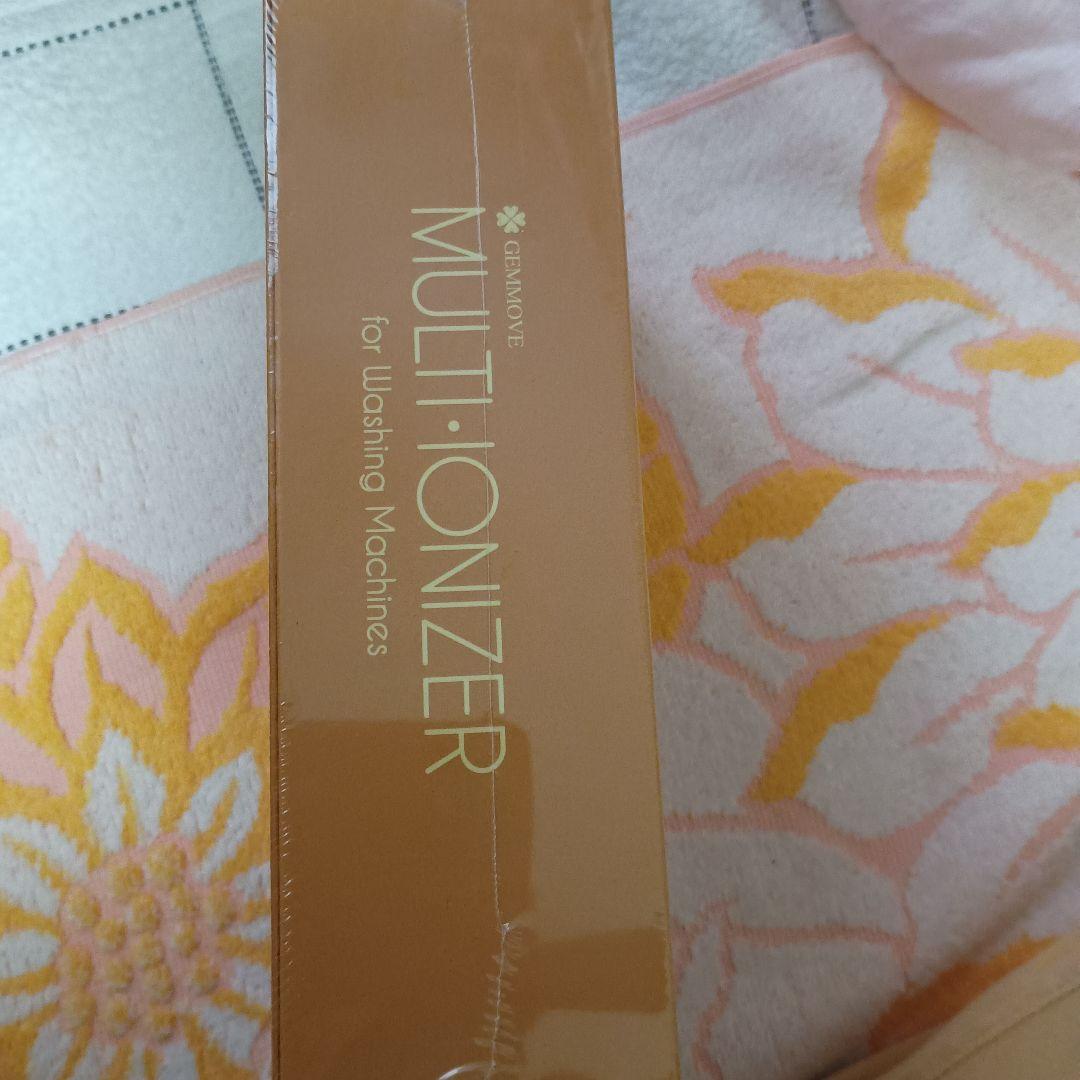 GEMMOVE
MULTI·IONIZER
for Washing Machines